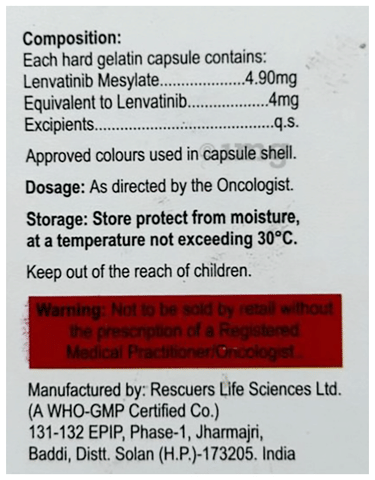 Composition:
Each hard gelatin capsule contains:
Lenvatinib Mesylate.....................4.90mg
Equivalent to Lenvatinib....................4mg
Excipients............................................q.s.
Approved colours used in capsule shell.
Dosage: As directed by the Oncologist.
Storage: Store protect from moisture,
at a temperature not exceeding 30°C.
Keep out of the reach of children.
Warning: Not to be sold by retail without
the prescription of a Registered
Medical Practitioner/Oncologist.
Manufactured by: Rescuers Life Sciences Ltd.
(A WHO-GMP Certified Co.)
131-132 EPIP, Phase-1, Jharmajri,
Baddi, Distt. Solan (H.P.)-173205. India